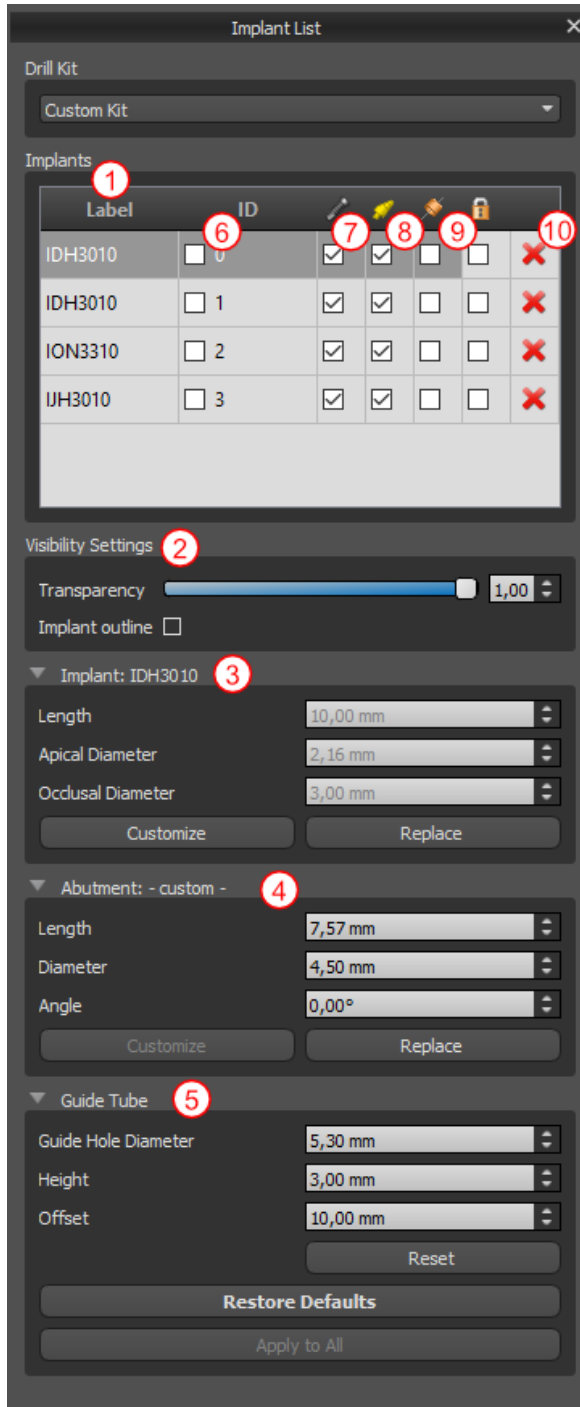 Implant List
Drill Kit
Custom Kit
Implants
1
Label ID
6 7 8 9 10
IDH3010 0
IDH3010 1
ION3310 2
IJH3010 3
Visibility Settings 2
Transparency 1,00
Implant outline
Implant: IDH3010 3
Length 10,00 mm
Apical Diameter 2,16 mm
Occlusal Diameter 3,00 mm
Customize Replace
Abutment: - custom - 4
Length 7,57 mm
Diameter 4,50 mm
Angle 0,00°
Customize Replace
Guide Tube 5
Guide Hole Diameter 5,30 mm
Height 3,00 mm
Offset 10,00 mm
Reset
Restore Defaults
Apply to All